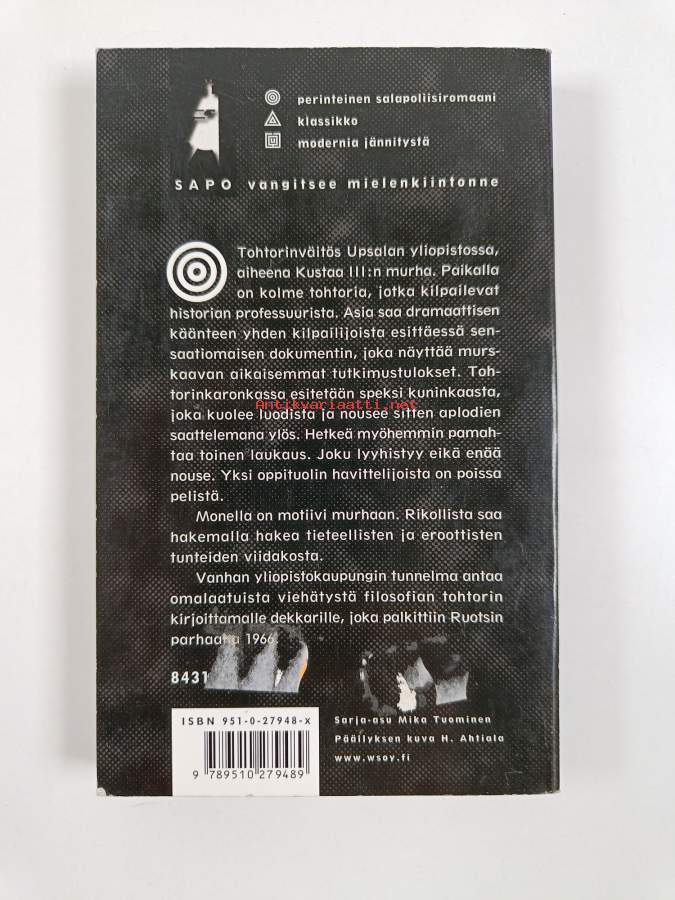 perinteinen salapoliisiromaani
klassikko
modernia jännitystä
SAPO vangitsee mielenkiintonne
Tohtorinväitös Upsalan yliopistossa,
aiheena Kustaa III:n murha. Paikalla
on kolme tohtoria, jotka kilpailevat
historian professuurista. Asia saa dramaattisen
käänteen yhden kilpailijoista esittäessä sen-
saatiomaisen dokumentin, joka näyttää murs-
kaavan aikaisemmat tutkimustulokset. Toh-
torinkaronkassa esitetään speksi kuninkaasta,
Antikvariaatti.net
joka kuolee luodista ja nousee sitten aplodien
saattelemana ylös. Hetkeä myöhemmin pamah-
taa toinen laukaus. Joku lyyhistyy eikä enää
nouse. Yksi oppituolin havittelijoista on poissa
pelistä.
Monella on motiivi murhaan. Rikollista saa
hakemalla hakea tieteellisten ja eroottisten
tunteiden viidakosta.
Vanhan yliopistokaupungin tunnelma antaa
omalaatuista viehätystä filosofian tohtorin
kirjoittamalle dekkarille, joka palkittiin Ruotsin
parhaana 1966.
8431
ISBN 951-0-27948-x
9 789510 279489
Sarja-asu Mika Tuominen
Päällyksen kuva H. Ahtiala
www.wsoy.fi